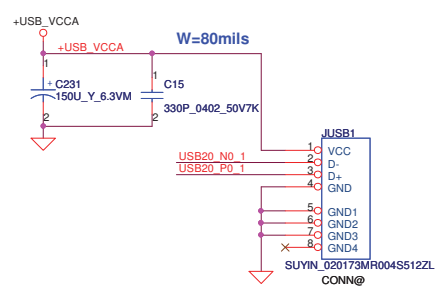 +USB_VCCA
+USB_VCCA
W=80mils
1
1
+
C231
150U_Y_6.3VM
C15
330P_0402_50V7K
2
2
JUSB1
1
VCC
USB20_N0_1
2
D-
USB20_P0_1
3
D+
4
GND
5
GND1
6
GND2
7
GND3
8
GND4
SUYIN_020173MR004S512ZL
CONN@